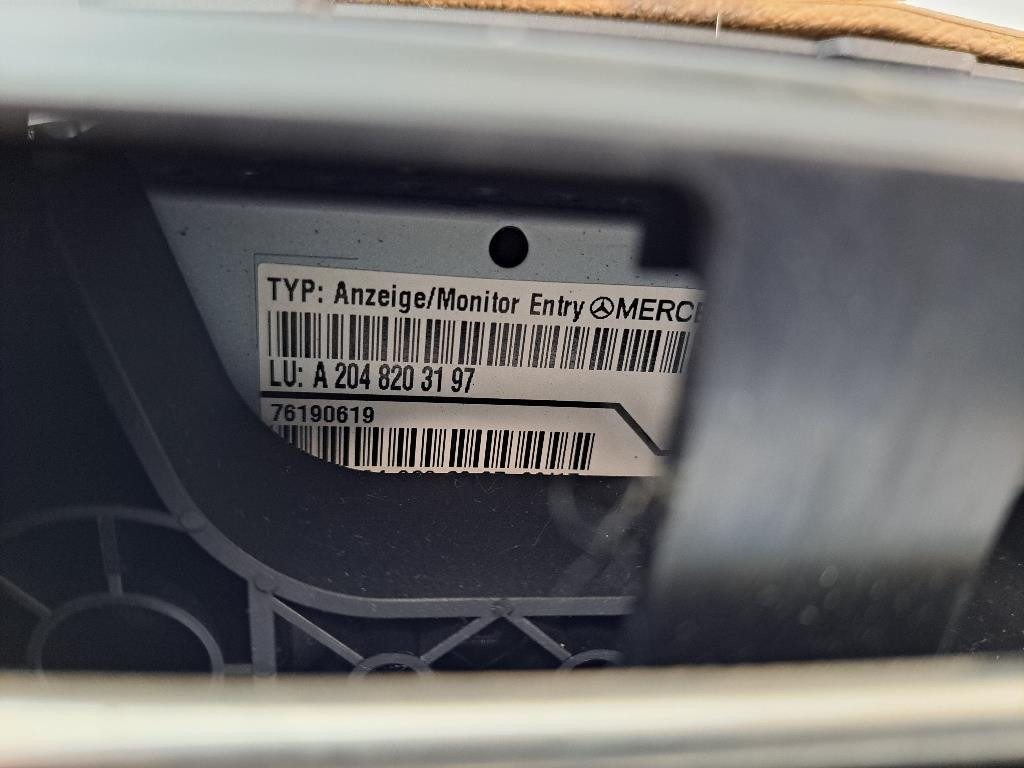 TYP: Anzeige/Monitor Entry MERCE
LU: A 204 820 31 97
76190619